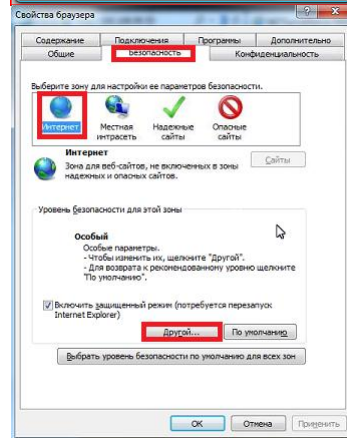 Свойства браузера
Содержание Подключения Программы Дополнительно
Общие Безопасность Конфиденциальность
Выберите зону для настройки ее параметров безопасности.
Интернет Местная интрасеть Надежные сайты Опасные сайты
Интернет
Зона для веб-сайтов, не включенных в зоны
надежных и опасных сайтов.
Сайты
Уровень безопасности для этой зоны
Особый
Особые параметры.
- Чтобы изменить их, щелкните "Другой".
- Для возврата к рекомендованному уровню щелкните
"По умолчанию".
Включить защищенный режим (потребуется перезапуск
Internet Explorer)
Другой... По умолчанию
Выбрать уровень безопасности по умолчанию для всех зон
OK Отмена Применить